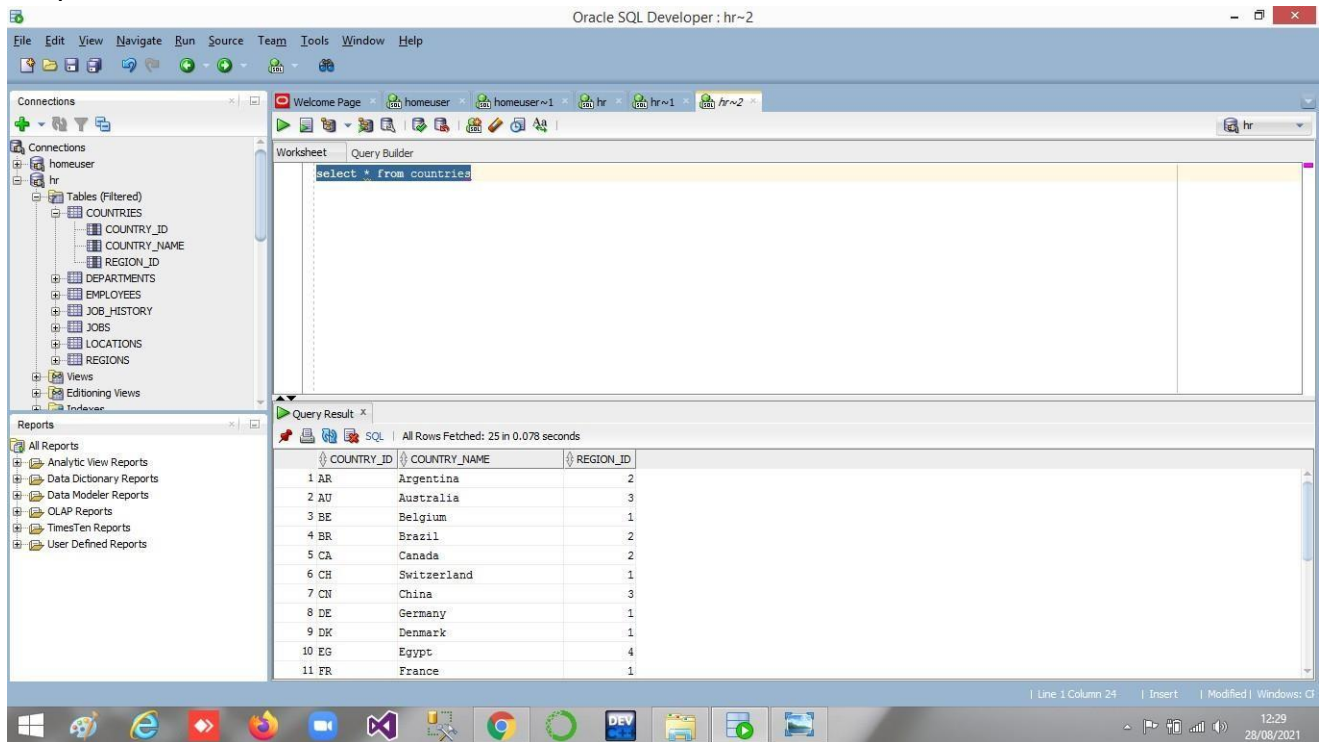 Oracle SQL Developer : hr~2
File Edit View Navigate Run Source Team Tools Window Help
Connections
Connections
homeuser
hr
Tables (Filtered)
COUNTRIES
COUNTRY_ID
COUNTRY_NAME
REGION_ID
DEPARTMENTS
EMPLOYEES
JOB_HISTORY
JOBS
LOCATIONS
REGIONS
Views
Editioning Views
Indexes
Reports
All Reports
Analytic View Reports
Data Dictionary Reports
Data Modeler Reports
OLAP Reports
TimesTen Reports
User Defined Reports
Welcome Page homeuser homeuser~1 hr hr~1 hr~2
hr
Worksheet Query Builder
select * from countries
Query Result
SQL | All Rows Fetched: 25 in 0.078 seconds
COUNTRY_ID COUNTRY_NAME REGION_ID
1 AR Argentina 2
2 AU Australia 3
3 BE Belgium 1
4 BR Brazil 2
5 CA Canada 2
6 CH Switzerland 1
7 CN China 3
8 DE Germany 1
9 DK Denmark 1
10 EG Egypt 4
11 FR France 1
| Line 1 Column 24 | Insert | Modified | Windows: CF
DEV
12:29
28/08/2021